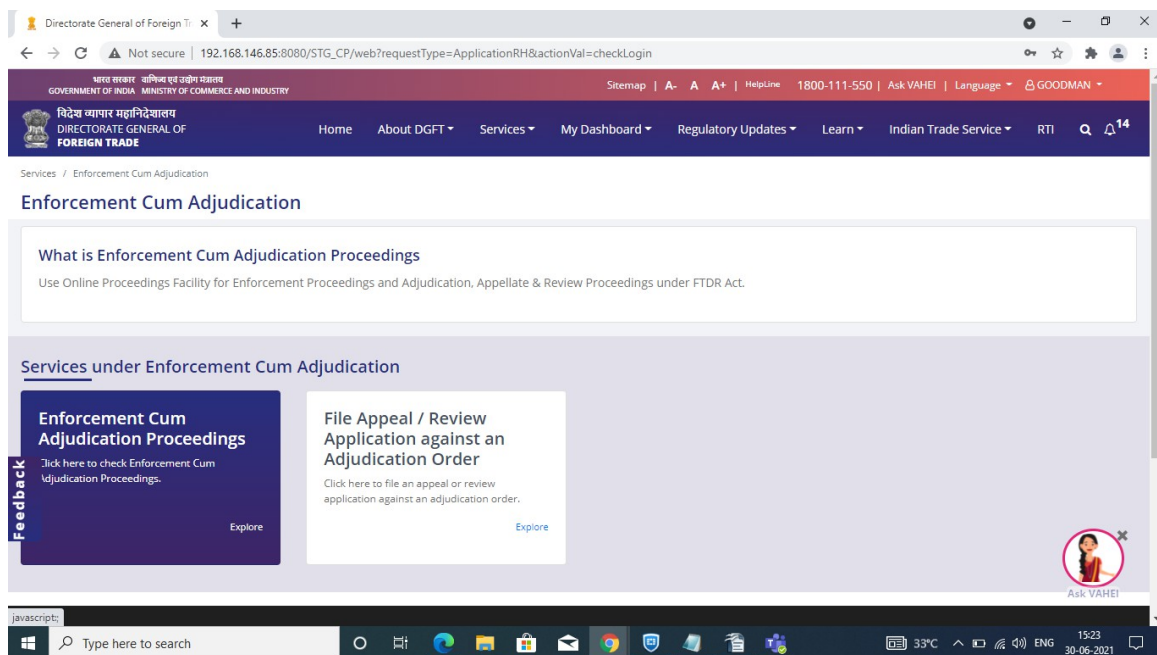 Directorate General of Foreign Tr
Not secure | 192.168.146.85:8080/STG_CP/web?requestType=ApplicationRH&actionVal=checkLogin
भारत सरकार वाणिज्य एवं उद्योग मंत्रालय
GOVERNMENT OF INDIA MINISTRY OF COMMERCE AND INDUSTRY
Sitemap | A- A A+ | HelpLine 1800-111-550 | Ask VAHEI | Language GOODMAN
विदेश व्यापार महानिदेशालय
DIRECTORATE GENERAL OF
FOREIGN TRADE
Home About DGFT Services My Dashboard Regulatory Updates Learn Indian Trade Service RTI 14
Services / Enforcement Cum Adjudication
Enforcement Cum Adjudication
What is Enforcement Cum Adjudication Proceedings
Use Online Proceedings Facility for Enforcement Proceedings and Adjudication, Appellate & Review Proceedings under FTDR Act.
Services under Enforcement Cum Adjudication
Enforcement Cum
Adjudication Proceedings
Click here to check Enforcement Cum
Adjudication Proceedings.
Explore
File Appeal / Review
Application against an
Adjudication Order
Click here to file an appeal or review
application against an adjudication order.
Explore
Feedback
Ask VAHEI
javascript:;
Type here to search
33°C ENG
15:23
30-06-2021